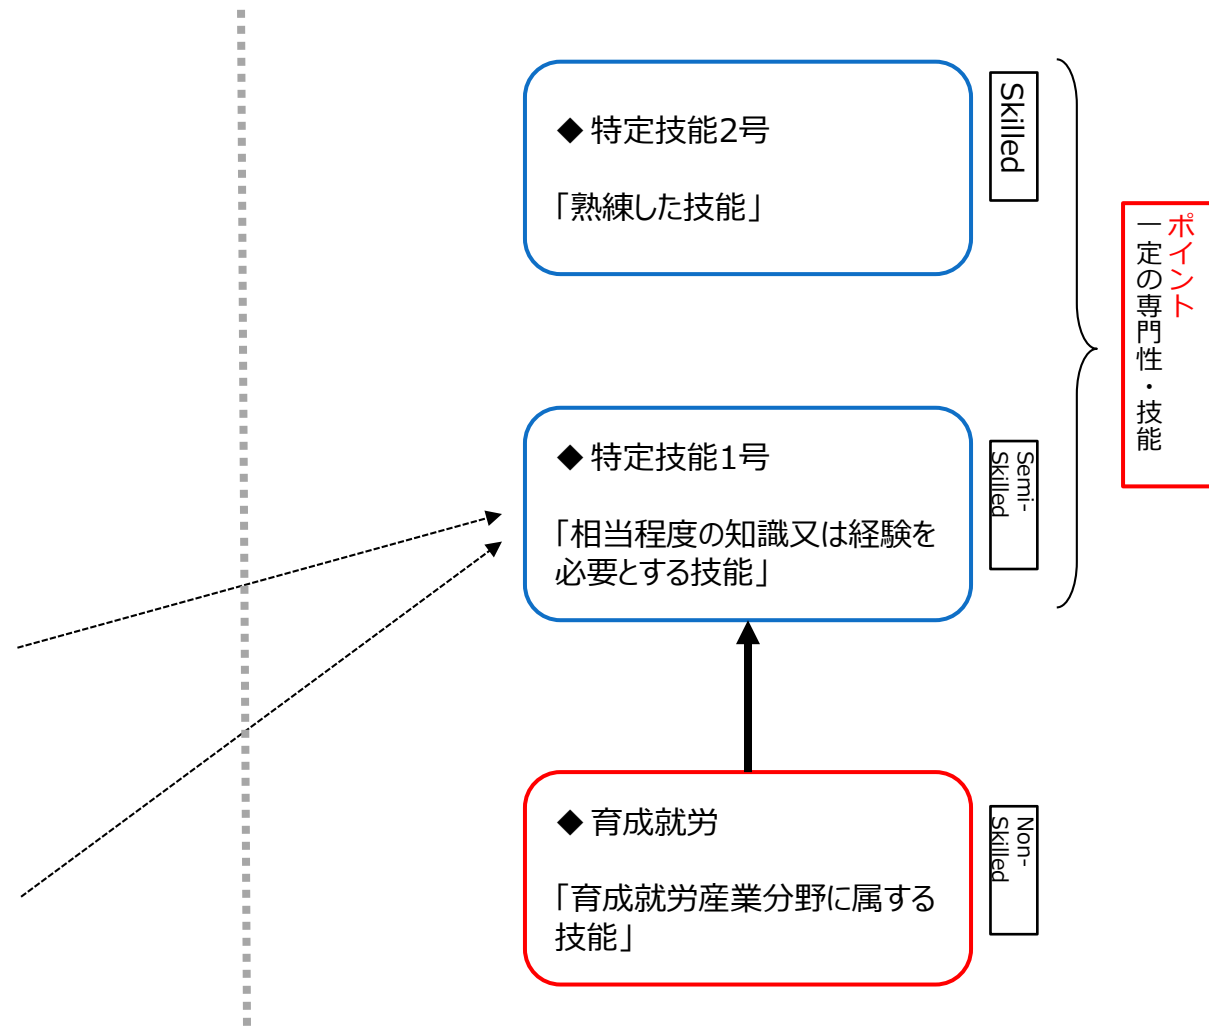 ◆ 特定技能2号
「熟練した技能」
Skilled
ポイント
一定の専門性・技能
◆ 特定技能1号
「相当程度の知識又は経験を
必要とする技能」
Semi-
Skilled
◆ 育成就労
「育成就労産業分野に属する
技能」
Non-
Skilled